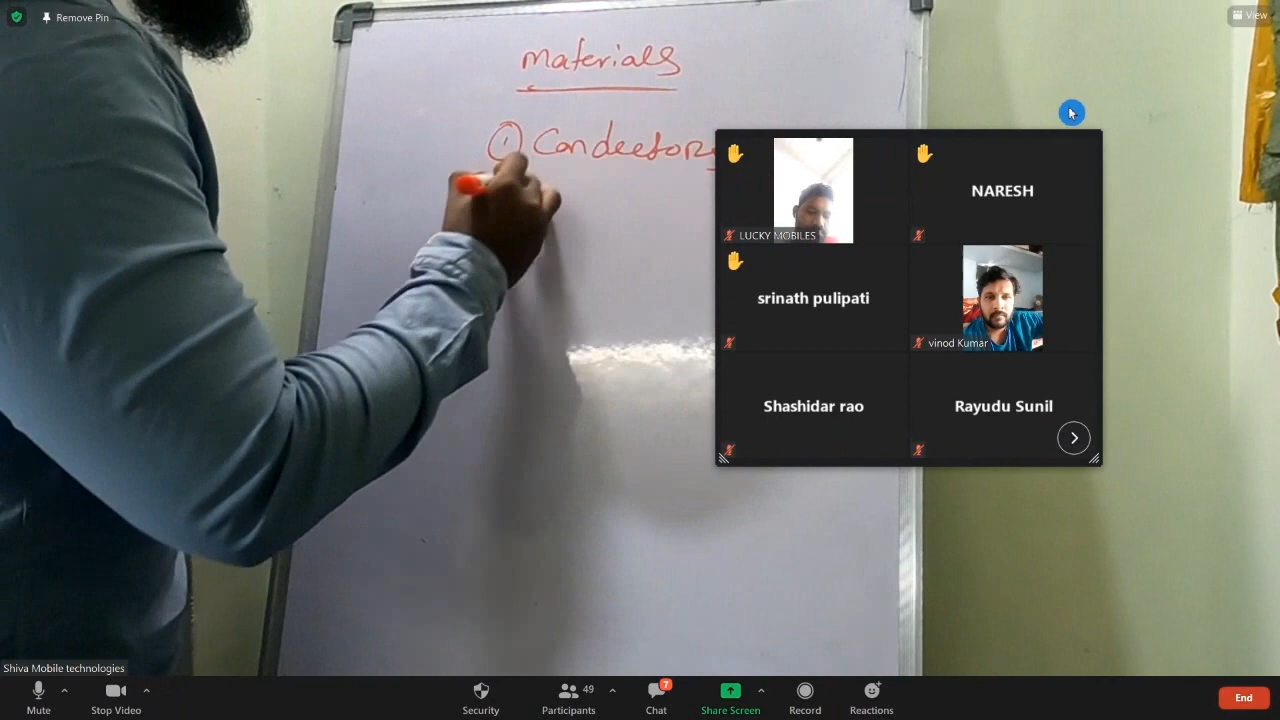 Remove Pin
View
Materials
① Conductors
LUCKY MOBILES
NARESH
srinath pulipati
vinod Kumar
Shashidar rao
Rayudu Sunil
Shiva Mobile technologies
Mute
Stop Video
Security
49
Participants
7
Chat
Share Screen
Record
Reactions
End